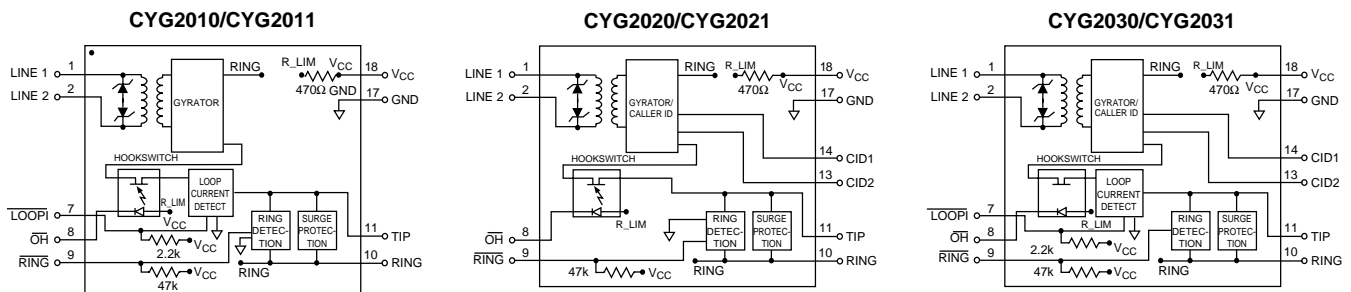 CYG2010/CYG2011
LINE 1
1
LINE 2
2
GYRATOR
RING
R_LIM
VCC
470Ω
GND
18
VCC
17
GND
HOOKSWITCH
R_LIM
VCC
LOOP
CURRENT
DETECT
LOOPI
7
OH
8
2.2k
VCC
RING
9
47k
VCC
RING
DETEC-
TION
SURGE
PROTECTION
11
TIP
RING
10
RING
CYG2020/CYG2021
LINE 1
1
LINE 2
2
GYRATOR/
CALLER ID
RING
R_LIM
470Ω
VCC
18
VCC
17
GND
14
CID1
13
CID2
HOOKSWITCH
R_LIM
OH
8
RING
9
47k
VCC
RING
DETEC-
TION
SURGE
PROTECTION
11
TIP
RING
10
RING
CYG2030/CYG2031
LINE 1
1
LINE 2
2
GYRATOR/
CALLER ID
RING
R_LIM
470Ω
VCC
18
VCC
17
GND
14
CID1
13
CID2
HOOKSWITCH
LOOP
CURRENT
DETECT
R_LIM
LOOPI
7
OH
8
2.2k
VCC
RING
9
47k
VCC
RING
DETEC-
TION
SURGE
PROTECTION
11
TIP
RING
10
RING